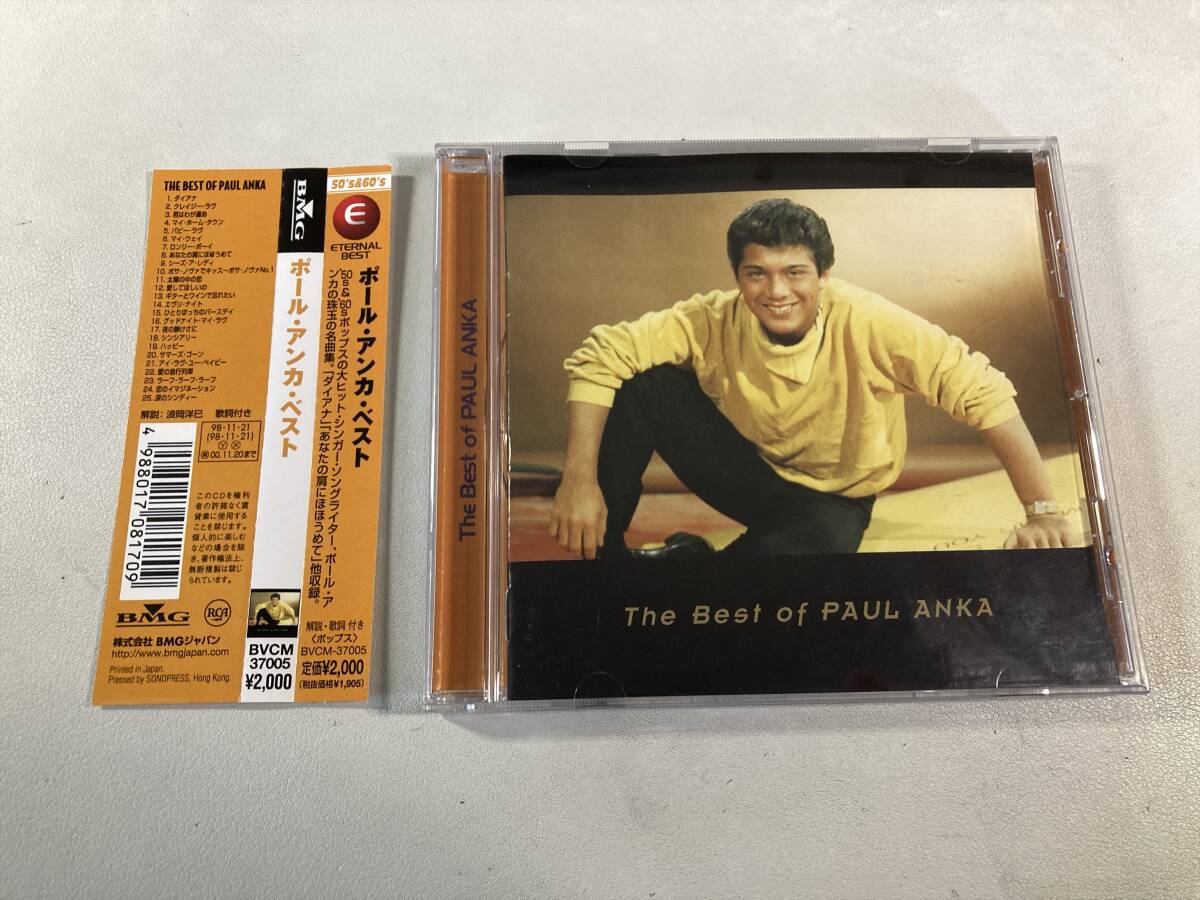 THE BEST OF PAUL ANKA
1. ダイアナ
2. クレイジー・ラヴ
3. 君はわが運命
4. マイ・ホーム・タウン
5. パピー・ラヴ
6. マイ・ウェイ
7. ロンリー・ボーイ
8. あなたの肩にほほうめて
9. シーズ・ア・レディ
10. ボサ・ノヴァでキッス〜ボサ・ノヴァNo.1
11. 太陽の中の恋
12. 愛してほしいの
13. ギターとワインで忘れたい
14. エヴリ・ナイト
15. ひとりぼっちのバースデイ
16. グッドナイト・マイ・ラヴ
17. 夜の静けさに
18. シンシアリー
19. ハッピー
20. サマーズ・ゴーン
21. アイ・ラヴ・ユー・ベイビー
22. 愛の急行列車
23. ラーフ・ラーフ・ラーフ
24. 恋のイマジネーション
25. 涙のシンディー
解説：浪岡洋巳 歌詞付き
98・11・21
(98・11・21)
00.11.20まで
4988017081709
このCDを権利
者の許諾なく賃
貸業に使用する
ことを禁じます。
個人的に楽しむ
などの場合を除
き、著作権法上、
無断複製は禁じ
られています。
BMG
RCA
株式会社 BMGジャパン
http://www.bmgjapan.com
Printed in Japan.
Pressed by SONOPRESS, Hong Kong.
BMG
ポール・アンカ・ベスト
BVCM
37005
¥2,000
50's&60's
E
ETERNAL
BEST
ポール・アンカ・ベスト
'50s&'60sポップスの大ヒット・シンガー・ソングライター、ポール・ア
ンカの珠玉の名曲集。「ダイアナ」「あなたの肩にほほうめて」他収録。
解説・歌詞 付き
〈ポップス〉
BVCM-37005
定価¥2,000
(税抜価格¥1,905)
The Best of PAUL ANKA
The Best of PAUL ANKA